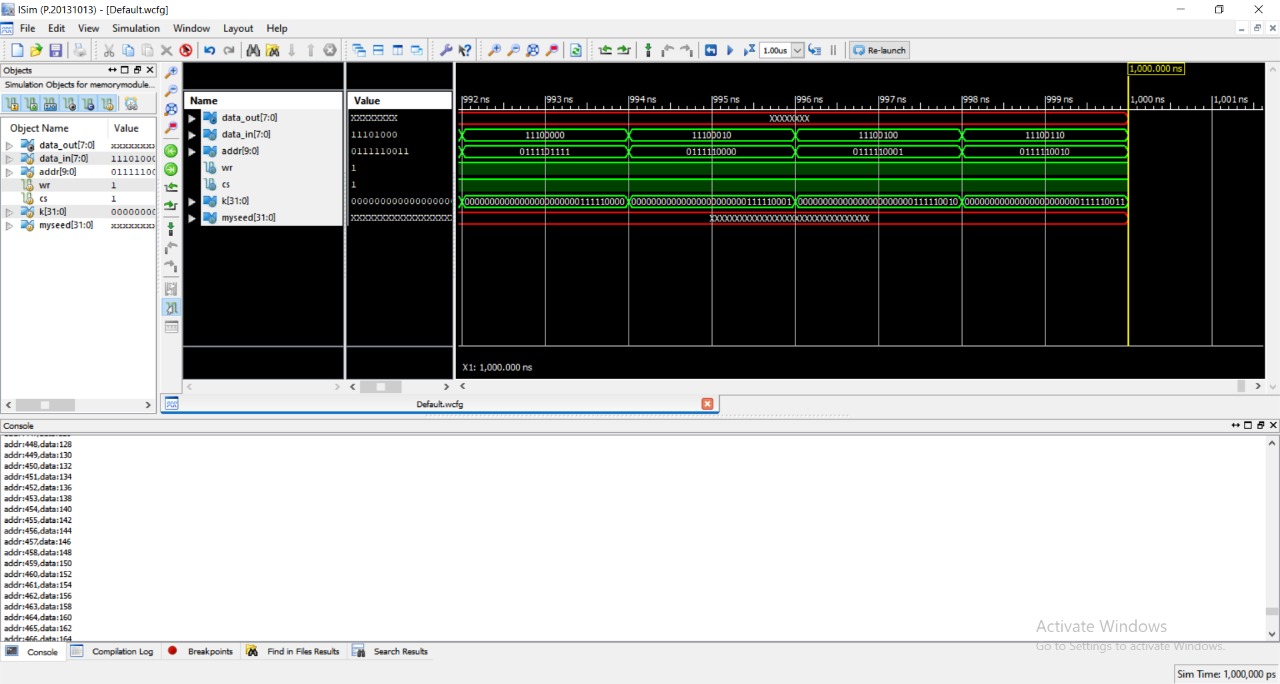 ISim (P.20131013) - [Default.wcfg]
File Edit View Simulation Window Layout Help
1.00us Re-launch
Objects
Simulation Objects for memorymodule...
Object Name Value
data_out[7:0] xxxxxxxx
data_in[7:0] 1110100
addr[9:0] 0111110
wr 1
cs 1
k[31:0] 0000000
myseed[31:0] xxxxxxxx
Name Value
data_out[7:0] XXXXXXXX
data_in[7:0] 11101000
addr[9:0] 0111110011
wr 1
cs 1
k[31:0]
myseed[31:0]
1,000.000 ns
992 ns 993 ns 994 ns 995 ns 996 ns 997 ns 998 ns 999 ns 1,000 ns 1,001 ns
XXXXXXXX
11100000 11100010 11100100 11100110
0111101111 0111110000 0111110001 0111110010
00000000000000000000000111110000 00000000000000000000000111110001 00000000000000000000000111110010 00000000000000000000000111110011
XXXXXXXXXXXXXXXXXXXXXXXXXXXXXXXX
X1: 1,000.000 ns
Default.wcfg
Console
addr:448,data:128
addr:449,data:130
addr:450,data:132
addr:451,data:134
addr:452,data:136
addr:453,data:138
addr:454,data:140
addr:455,data:142
addr:456,data:144
addr:457,data:146
addr:458,data:148
addr:459,data:150
addr:460,data:152
addr:461,data:154
addr:462,data:156
addr:463,data:158
addr:464,data:160
addr:465,data:162
addr:466,data:164
Activate Windows
Go to Settings to activate Windows.
Console Compilation Log Breakpoints Find in Files Results Search Results
Sim Time: 1,000,000 ps